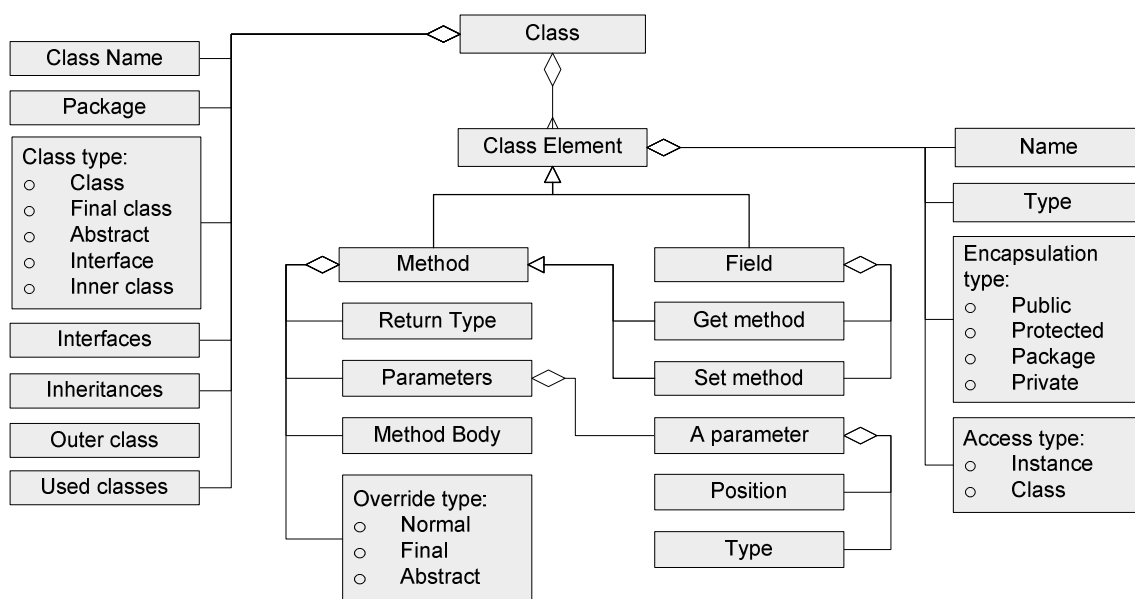 Class
Class Name
Package
Class type:
○ Class
○ Final class
○ Abstract
○ Interface
○ Inner class
Interfaces
Inheritances
Outer class
Used classes
Class Element
Name
Type
Encapsulation
type:
○ Public
○ Protected
○ Package
○ Private
Access type:
○ Instance
○ Class
Method
Return Type
Parameters
Method Body
Override type:
○ Normal
○ Final
○ Abstract
Field
Get method
Set method
A parameter
Position
Type